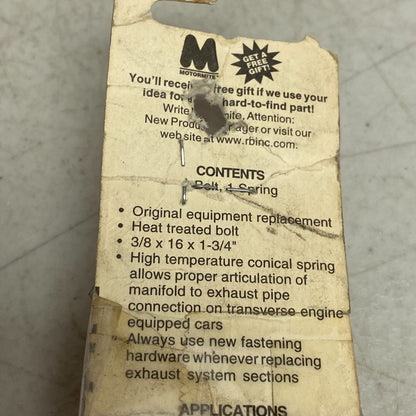 M
MOTORMITE
GET A
FREE
GIFT!
You'll receive free gift if we use your
idea for hard-to-find part!
Write Attention:
New Product Manager or visit our
web site at www.rbinc.com.
CONTENTS
1 Bolt, 1 Spring
• Original equipment replacement
• Heat treated bolt
• 3/8 x 16 x 1-3/4"
• High temperature conical spring
allows proper articulation of
manifold to exhaust pipe
connection on transverse engine
equipped cars
• Always use new fastening
hardware whenever replacing
exhaust system sections
APPLICATIONS